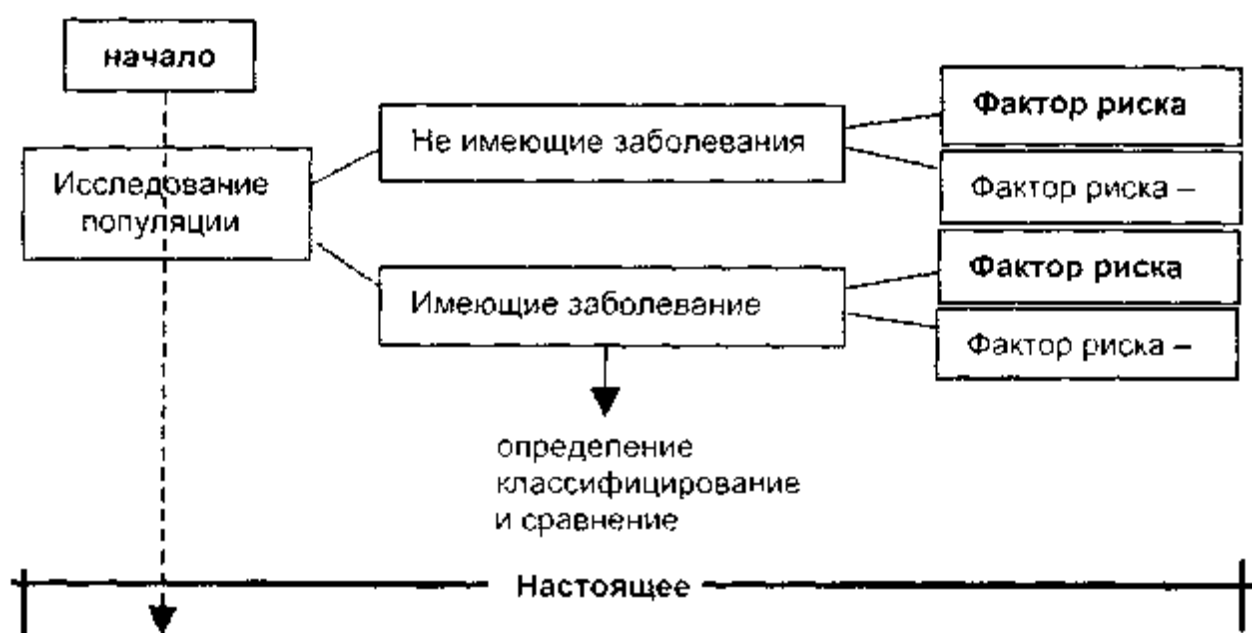 начало
Не имеющие заболевания
Фактор риска
Фактор риска –
Исследование
популяции
Имеющие заболевание
Фактор риска
Фактор риска –
определение
классифицирование
и сравнение
Настоящее